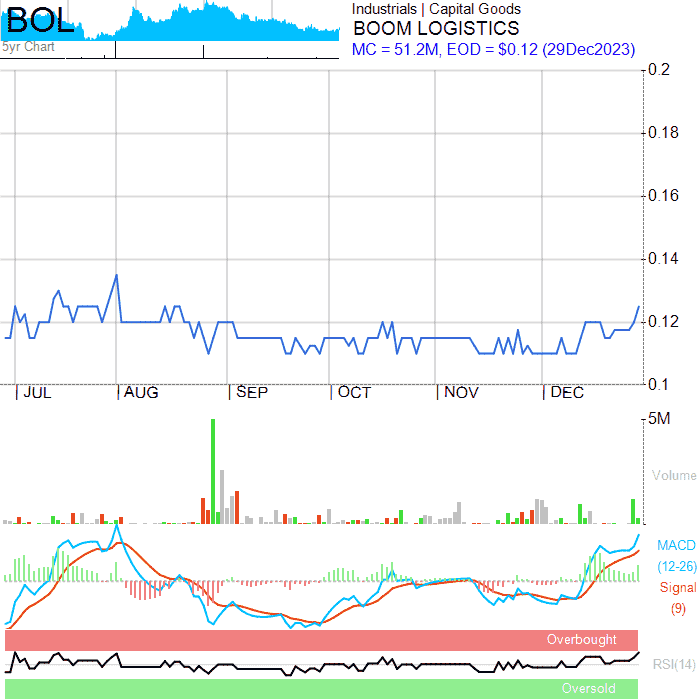 BOL
5yr Chart
Industrials | Capital Goods
BOOM LOGISTICS
MC = 51.2M, EOD = $0.12 (29Dec2023)
0.2
0.18
0.16
0.14
0.12
0.1
JUL AUG SEP OCT NOV DEC
5M
Volume
MACD
(12-26)
Signal
(9)
Overbought
RSI(14)
Oversold